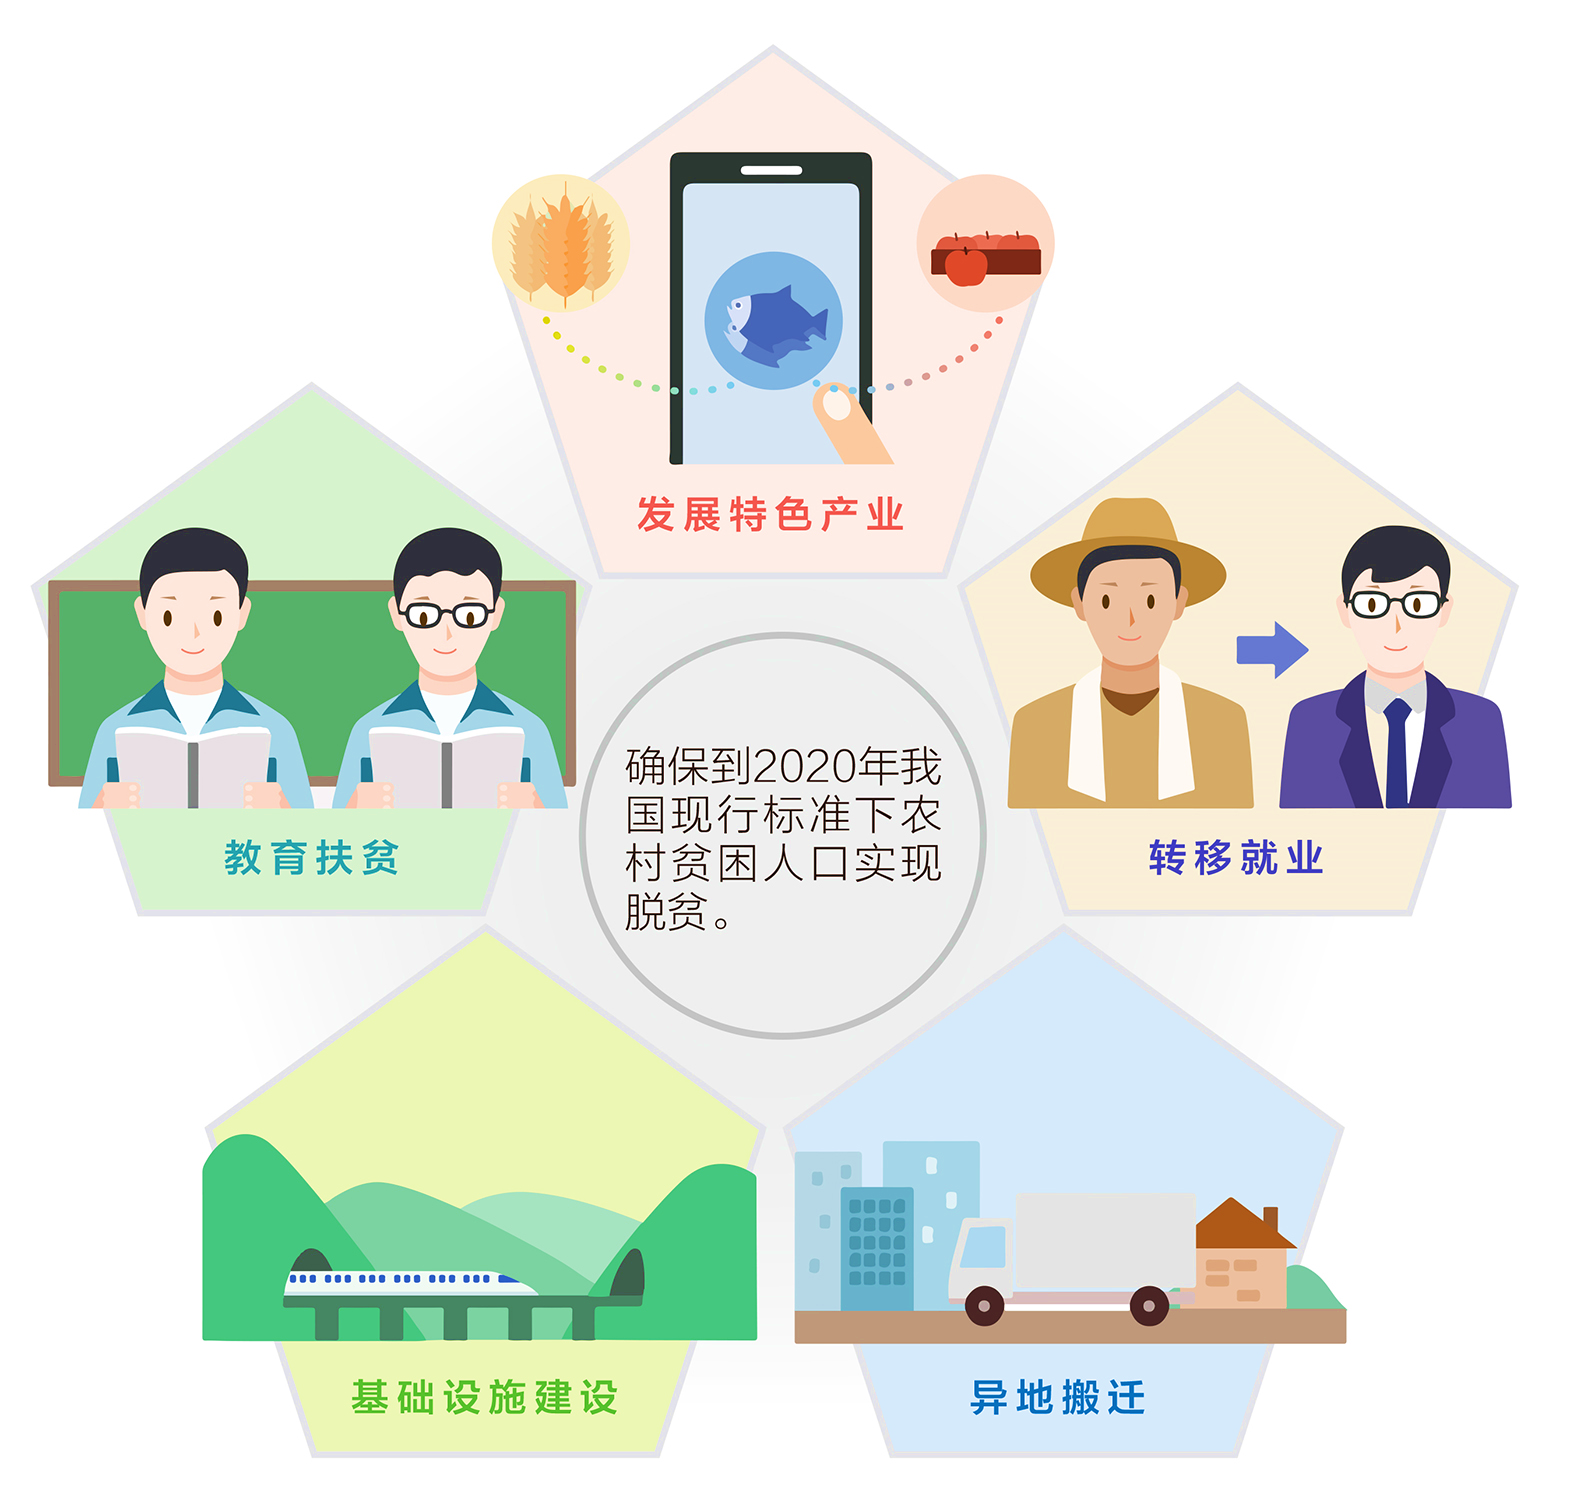 发展特色产业
教育扶贫
转移就业
确保到2020年我
国现行标准下农
村贫困人口实现
脱贫。
基础设施建设
异地搬迁